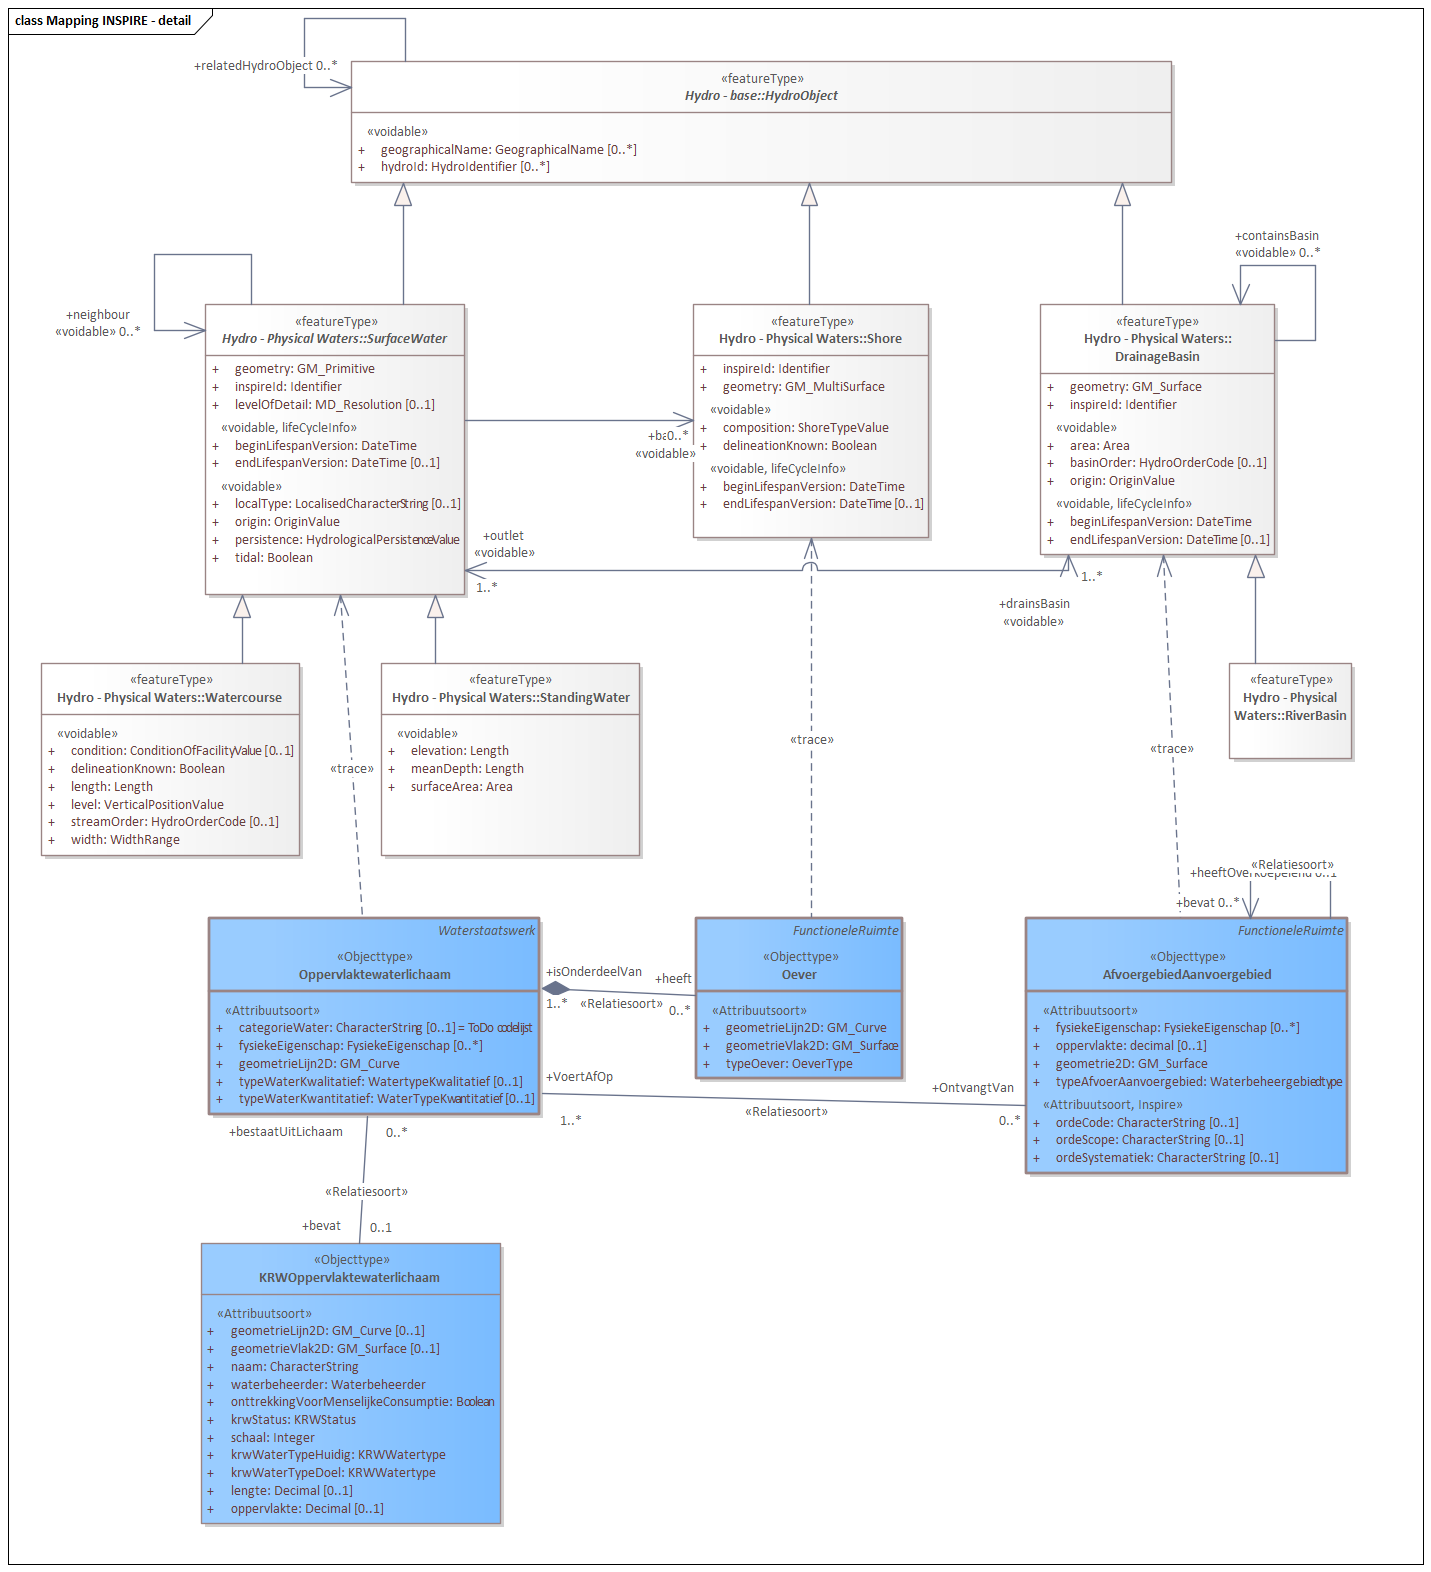 class Mapping INSPIRE - detail
+relatedHydroObject 0..*
«featureType»
Hydro - base::HydroObject
«voidable»
+ geographicalName: GeographicalName [0..*]
+ hydroId: HydroIdentifier [0..*]
+neighbour
«voidable» 0..*
+containsBasin
«voidable» 0..*
«featureType»
Hydro - Physical Waters::SurfaceWater
+ geometry: GM_Primitive
+ inspireId: Identifier
+ levelOfDetail: MD_Resolution [0..1]
«voidable, lifeCycleInfo»
+ beginLifespanVersion: DateTime
+ endLifespanVersion: DateTime [0..1]
«voidable»
+ localType: LocalisedCharacterString [0..1]
+ origin: OriginValue
+ persistence: HydrologicalPersistenceValue
+ tidal: Boolean
0..*
«voidable»
«featureType»
Hydro - Physical Waters::Shore
+ inspireId: Identifier
+ geometry: GM_MultiSurface
«voidable»
+ composition: ShoreTypeValue
+ delineationKnown: Boolean
«voidable, lifeCycleInfo»
+ beginLifespanVersion: DateTime
+ endLifespanVersion: DateTime [0..1]
«featureType»
Hydro - Physical Waters::
DrainageBasin
+ geometry: GM_Surface
+ inspireId: Identifier
«voidable»
+ area: Area
+ basinOrder: HydroOrderCode [0..1]
+ origin: OriginValue
«voidable, lifeCycleInfo»
+ beginLifespanVersion: DateTime
+ endLifespanVersion: DateTime [0..1]
+outlet
«voidable»
1..*
1..*
+drainsBasin
«voidable»
«featureType»
Hydro - Physical Waters::Watercourse
«voidable»
+ condition: ConditionOfFacilityValue [0..1]
+ delineationKnown: Boolean
+ length: Length
+ level: VerticalPositionValue
+ streamOrder: HydroOrderCode [0..1]
+ width: WidthRange
«featureType»
Hydro - Physical Waters::StandingWater
«voidable»
+ elevation: Length
+ meanDepth: Length
+ surfaceArea: Area
«featureType»
Hydro - Physical
Waters::RiverBasin
«trace»
«trace»
«trace»
«Relatiesoort»
+bevat 0..*
Waterstaatswerk
«Objecttype»
Oppervlaktewaterlichaam
«Attribuutsoort»
+ categorieWater: CharacterString [0..1] = ToDo codelijst
+ fysiekeEigenschap: FysiekeEigenschap [0..*]
+ geometrieLijn2D: GM_Curve
+ typeWaterKwalitatief: WatertypeKwalitatief [0..1]
+ typeWaterKwantitatief: WaterTypeKwantitatief [0..1]
+isOnderdeelVan
1..*
«Relatiesoort»
+heeft
0..*
FunctioneleRuimte
«Objecttype»
Oever
«Attribuutsoort»
+ geometrieLijn2D: GM_Curve
+ geometrieVlak2D: GM_Surface
+ typeOever: OeverType
FunctioneleRuimte
«Objecttype»
AfvoergebiedAanvoergebied
«Attribuutsoort»
+ fysiekeEigenschap: FysiekeEigenschap [0..*]
+ oppervlakte: decimal [0..1]
+ geometrie2D: GM_Surface
+ typeAfvoerAanvoergebied: Waterbeheergebiedtype
«Attribuutsoort, Inspire»
+ ordeCode: CharacterString [0..1]
+ ordeScope: CharacterString [0..1]
+ ordeSystematiek: CharacterString [0..1]
+VoertAfOp
1..*
«Relatiesoort»
+OntvangtVan
0..*
+bestaatUitLichaam
0..*
«Relatiesoort»
+bevat
0..1
«Objecttype»
KRWOppervlaktewaterlichaam
«Attribuutsoort»
+ geometrieLijn2D: GM_Curve [0..1]
+ geometrieVlak2D: GM_Surface [0..1]
+ naam: CharacterString
+ waterbeheerder: Waterbeheerder
+ onttrekkingVoorMenselijkeConsumptie: Boolean
+ krwStatus: KRWStatus
+ schaal: Integer
+ krwWaterTypeHuidig: KRWWatertype
+ krwWaterTypeDoel: KRWWatertype
+ lengte: Decimal [0..1]
+ oppervlakte: Decimal [0..1]